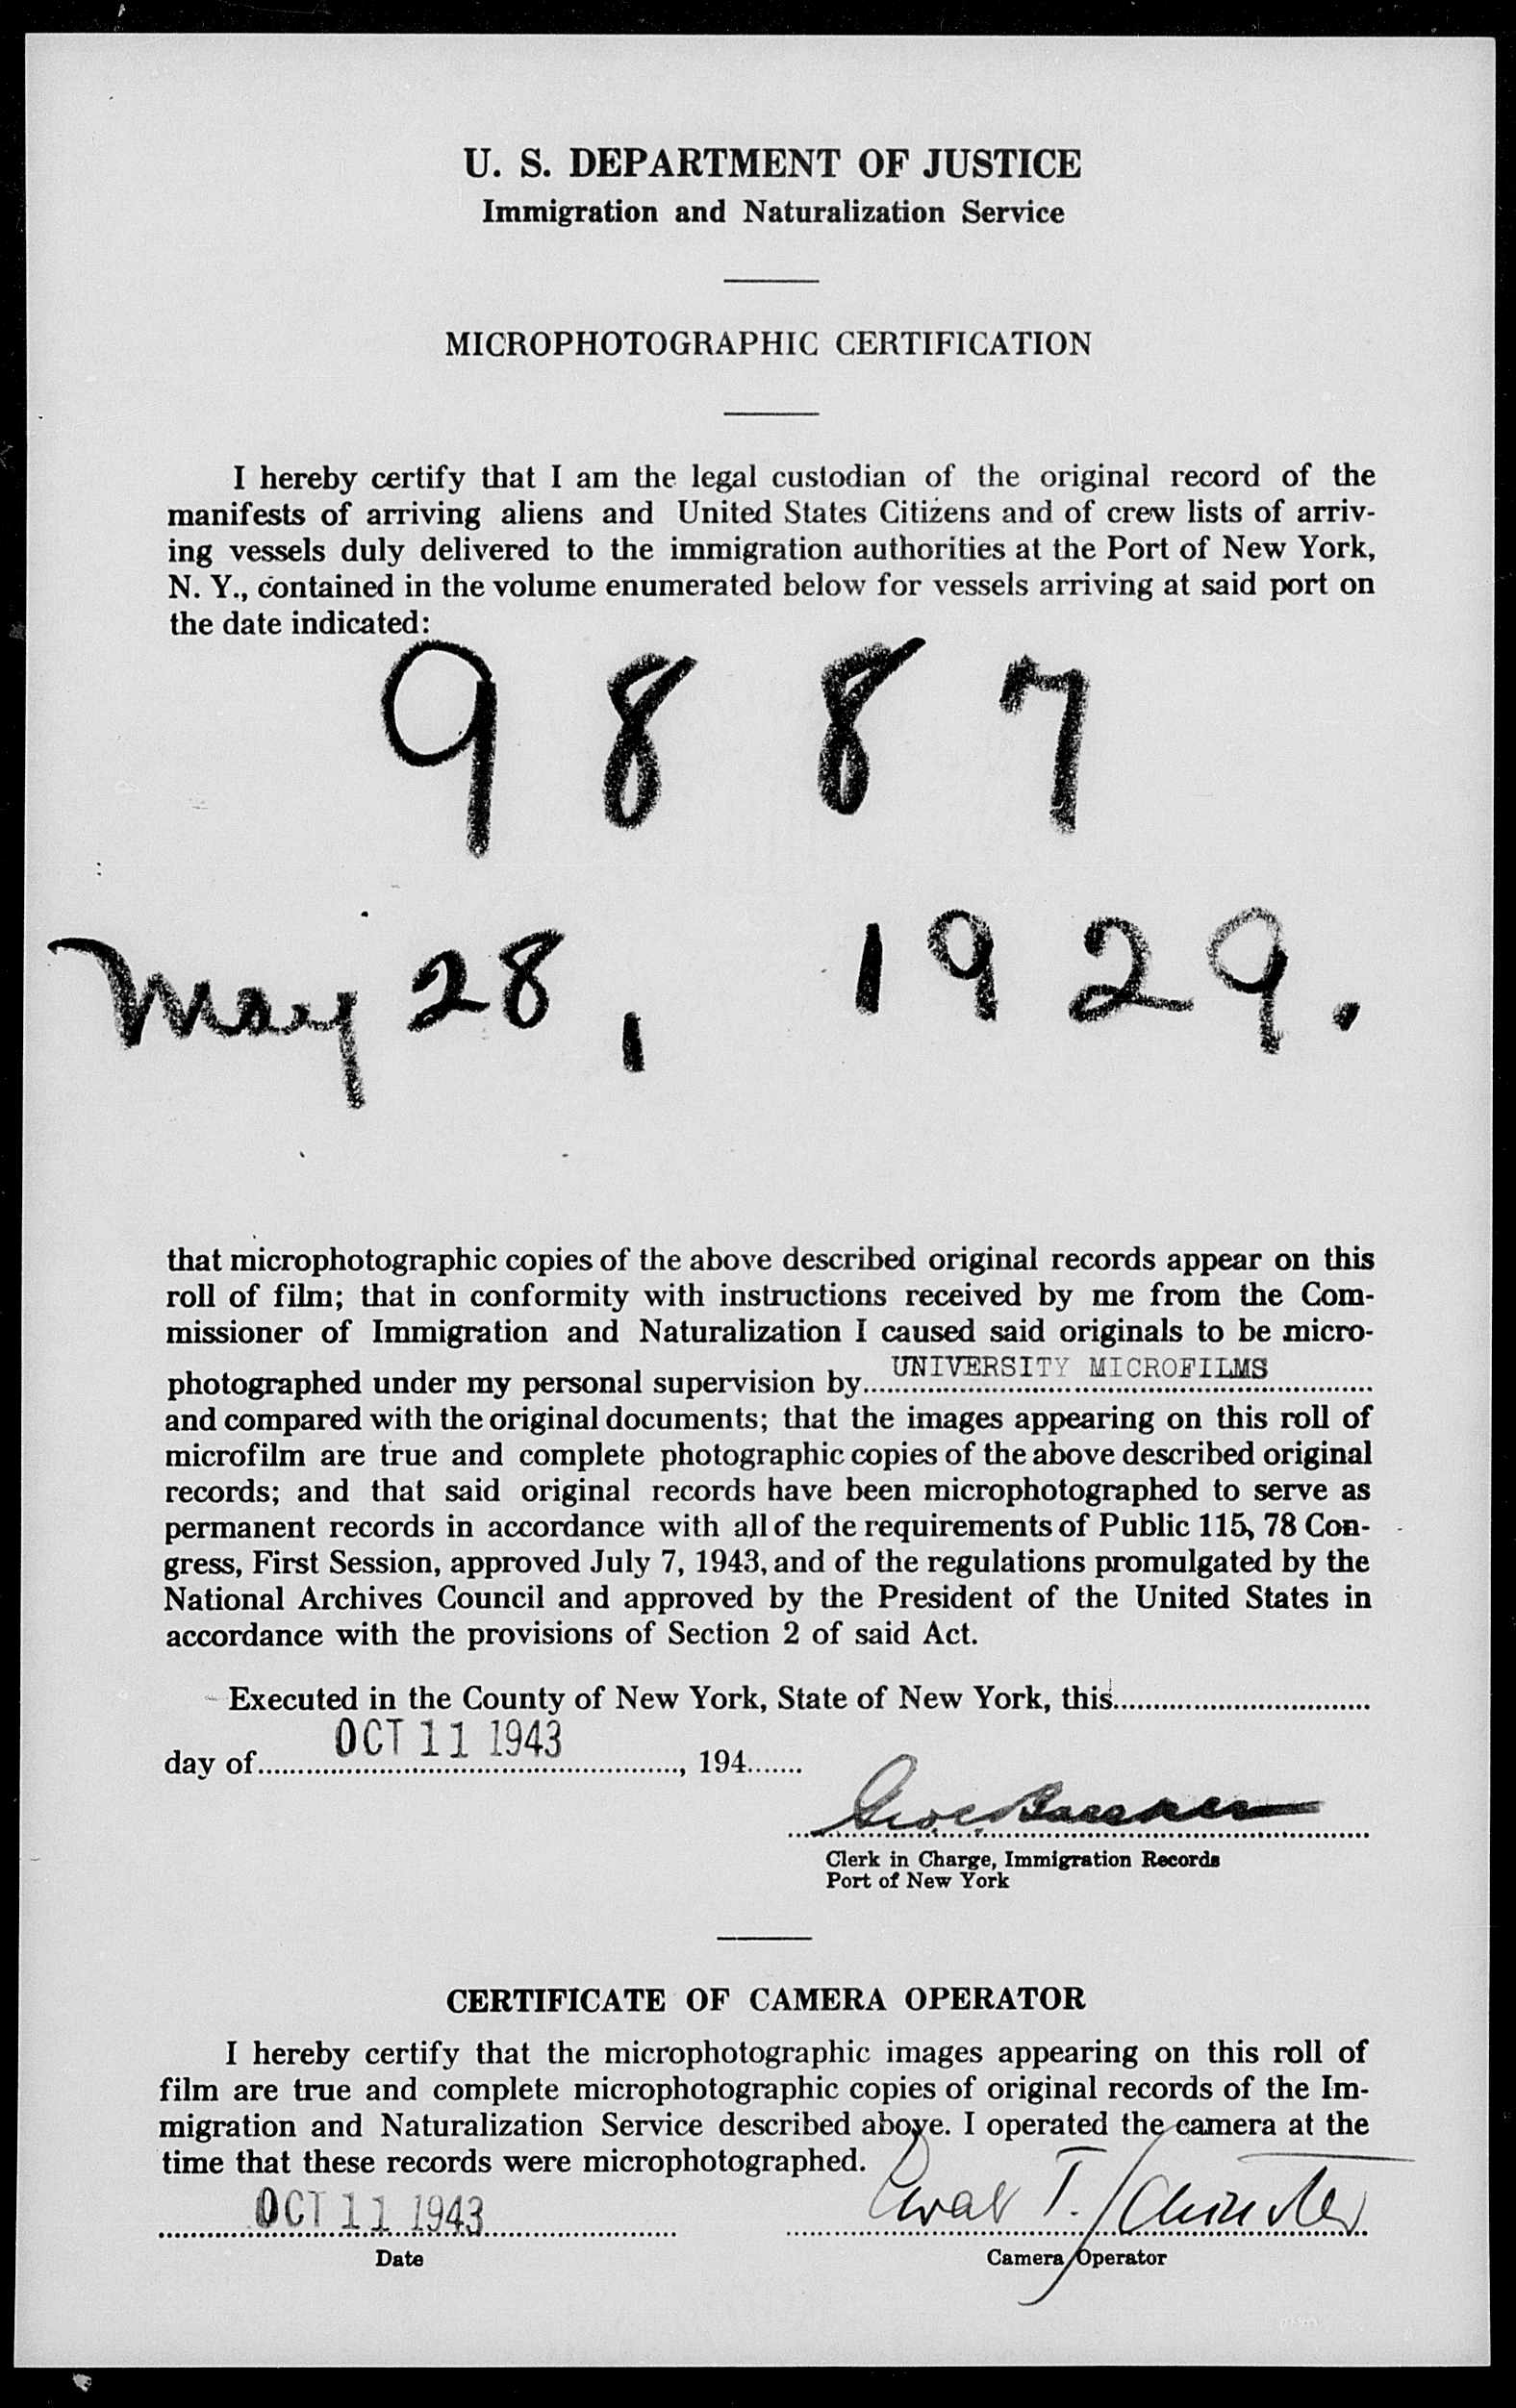 U. S. DEPARTMENT OF JUSTICE
Immigration and Naturalization Service
MICROPHOTOGRAPHIC CERTIFICATION
I hereby certify that I am the legal custodian of the original record of the
manifests of arriving aliens and United States Citizens and of crew lists of arriv-
ing vessels duly delivered to the immigration authorities at the Port of New York,
N. Y., contained in the volume enumerated below for vessels arriving at said port on
the date indicated:
9887
May 28, 1929.
that microphotographic copies of the above described original records appear on this
roll of film; that in conformity with instructions received by me from the Com-
missioner of Immigration and Naturalization I caused said originals to be micro-
photographed under my personal supervision by UNIVERSITY MICROFILMS
and compared with the original documents; that the images appearing on this roll of
microfilm are true and complete photographic copies of the above described original
records; and that said original records have been microphotographed to serve as
permanent records in accordance with all of the requirements of Public 115, 78 Con-
gress, First Session, approved July 7, 1943, and of the regulations promulgated by the
National Archives Council and approved by the President of the United States in
accordance with the provisions of Section 2 of said Act.
Executed in the County of New York, State of New York, this
day of OCT 11 1943, 194
Clerk in Charge, Immigration Records
Port of New York
CERTIFICATE OF CAMERA OPERATOR
I hereby certify that the microphotographic images appearing on this roll of
film are true and complete microphotographic copies of original records of the Im-
migration and Naturalization Service described above. I operated the camera at the
time that these records were microphotographed.
OCT 11 1943 T.
Date Camera Operator